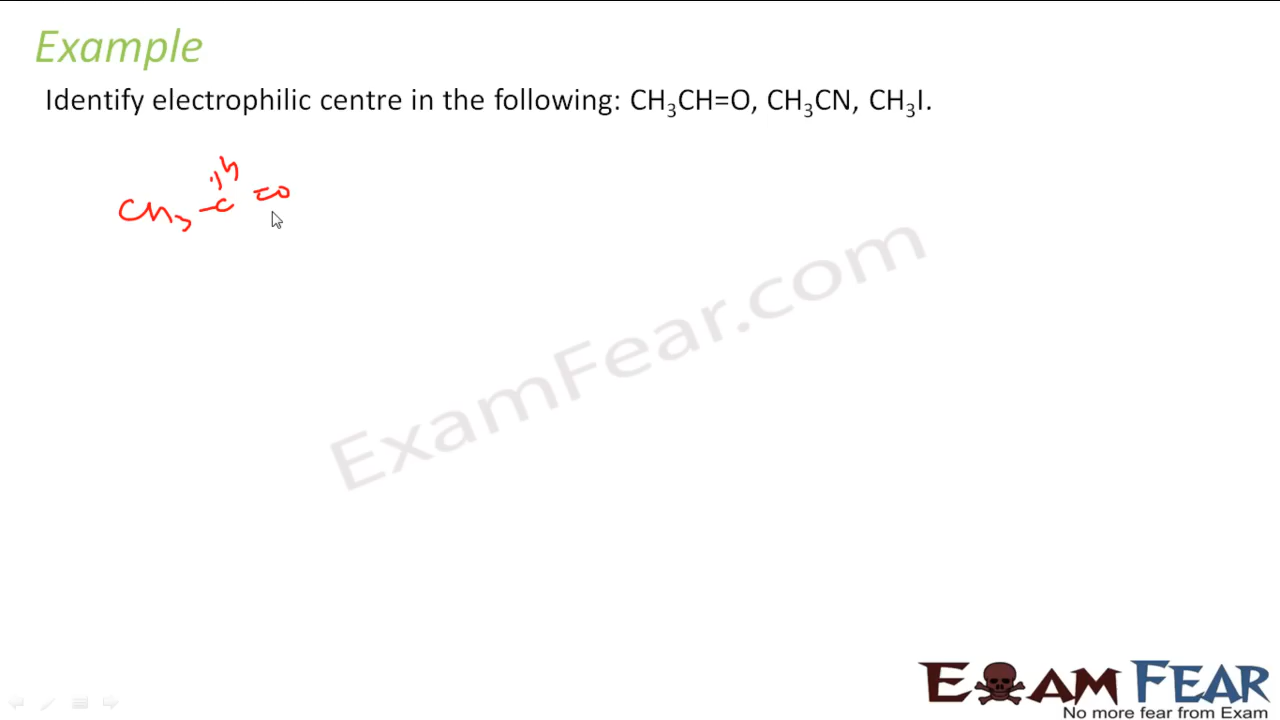 Example
Identify electrophilic centre in the following: CH₃CH=O, CH₃CN, CH₃I.
H
CH₃-C=O
ExamFear.com
EXAM FEAR
No more fear from Exam